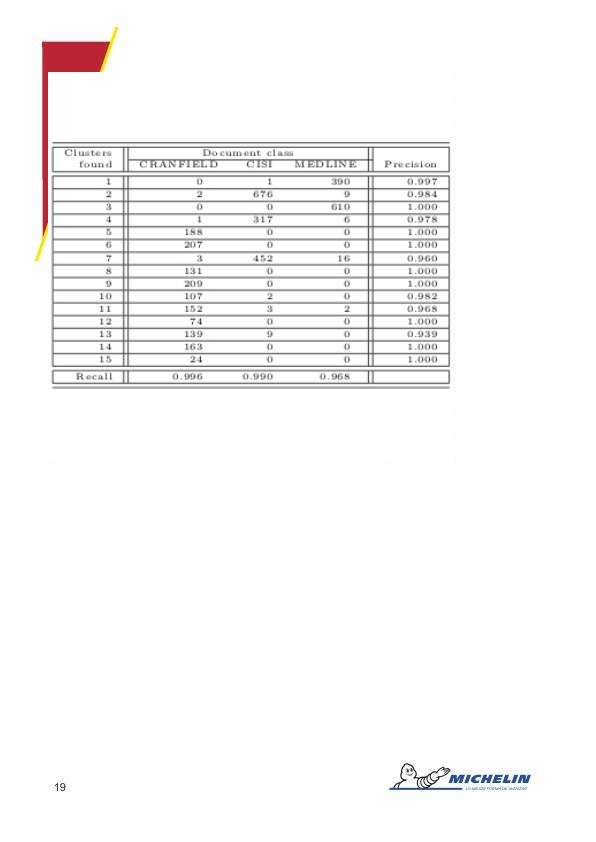 Clusters Document class
found CRANFIELD CISI MEDLINE Precision
1 0 1 390 0.997
2 2 676 9 0.984
3 0 0 610 1.000
4 1 317 6 0.978
5 188 0 0 1.000
6 207 0 0 1.000
7 3 452 16 0.960
8 131 0 0 1.000
9 209 0 0 1.000
10 107 2 0 0.982
11 152 3 2 0.968
12 74 0 0 1.000
13 139 9 0 0.939
14 163 0 0 1.000
15 24 0 0 1.000
Recall 0.996 0.990 0.968
MICHELIN
LA MEJOR FORMA DE AVANZAR
19